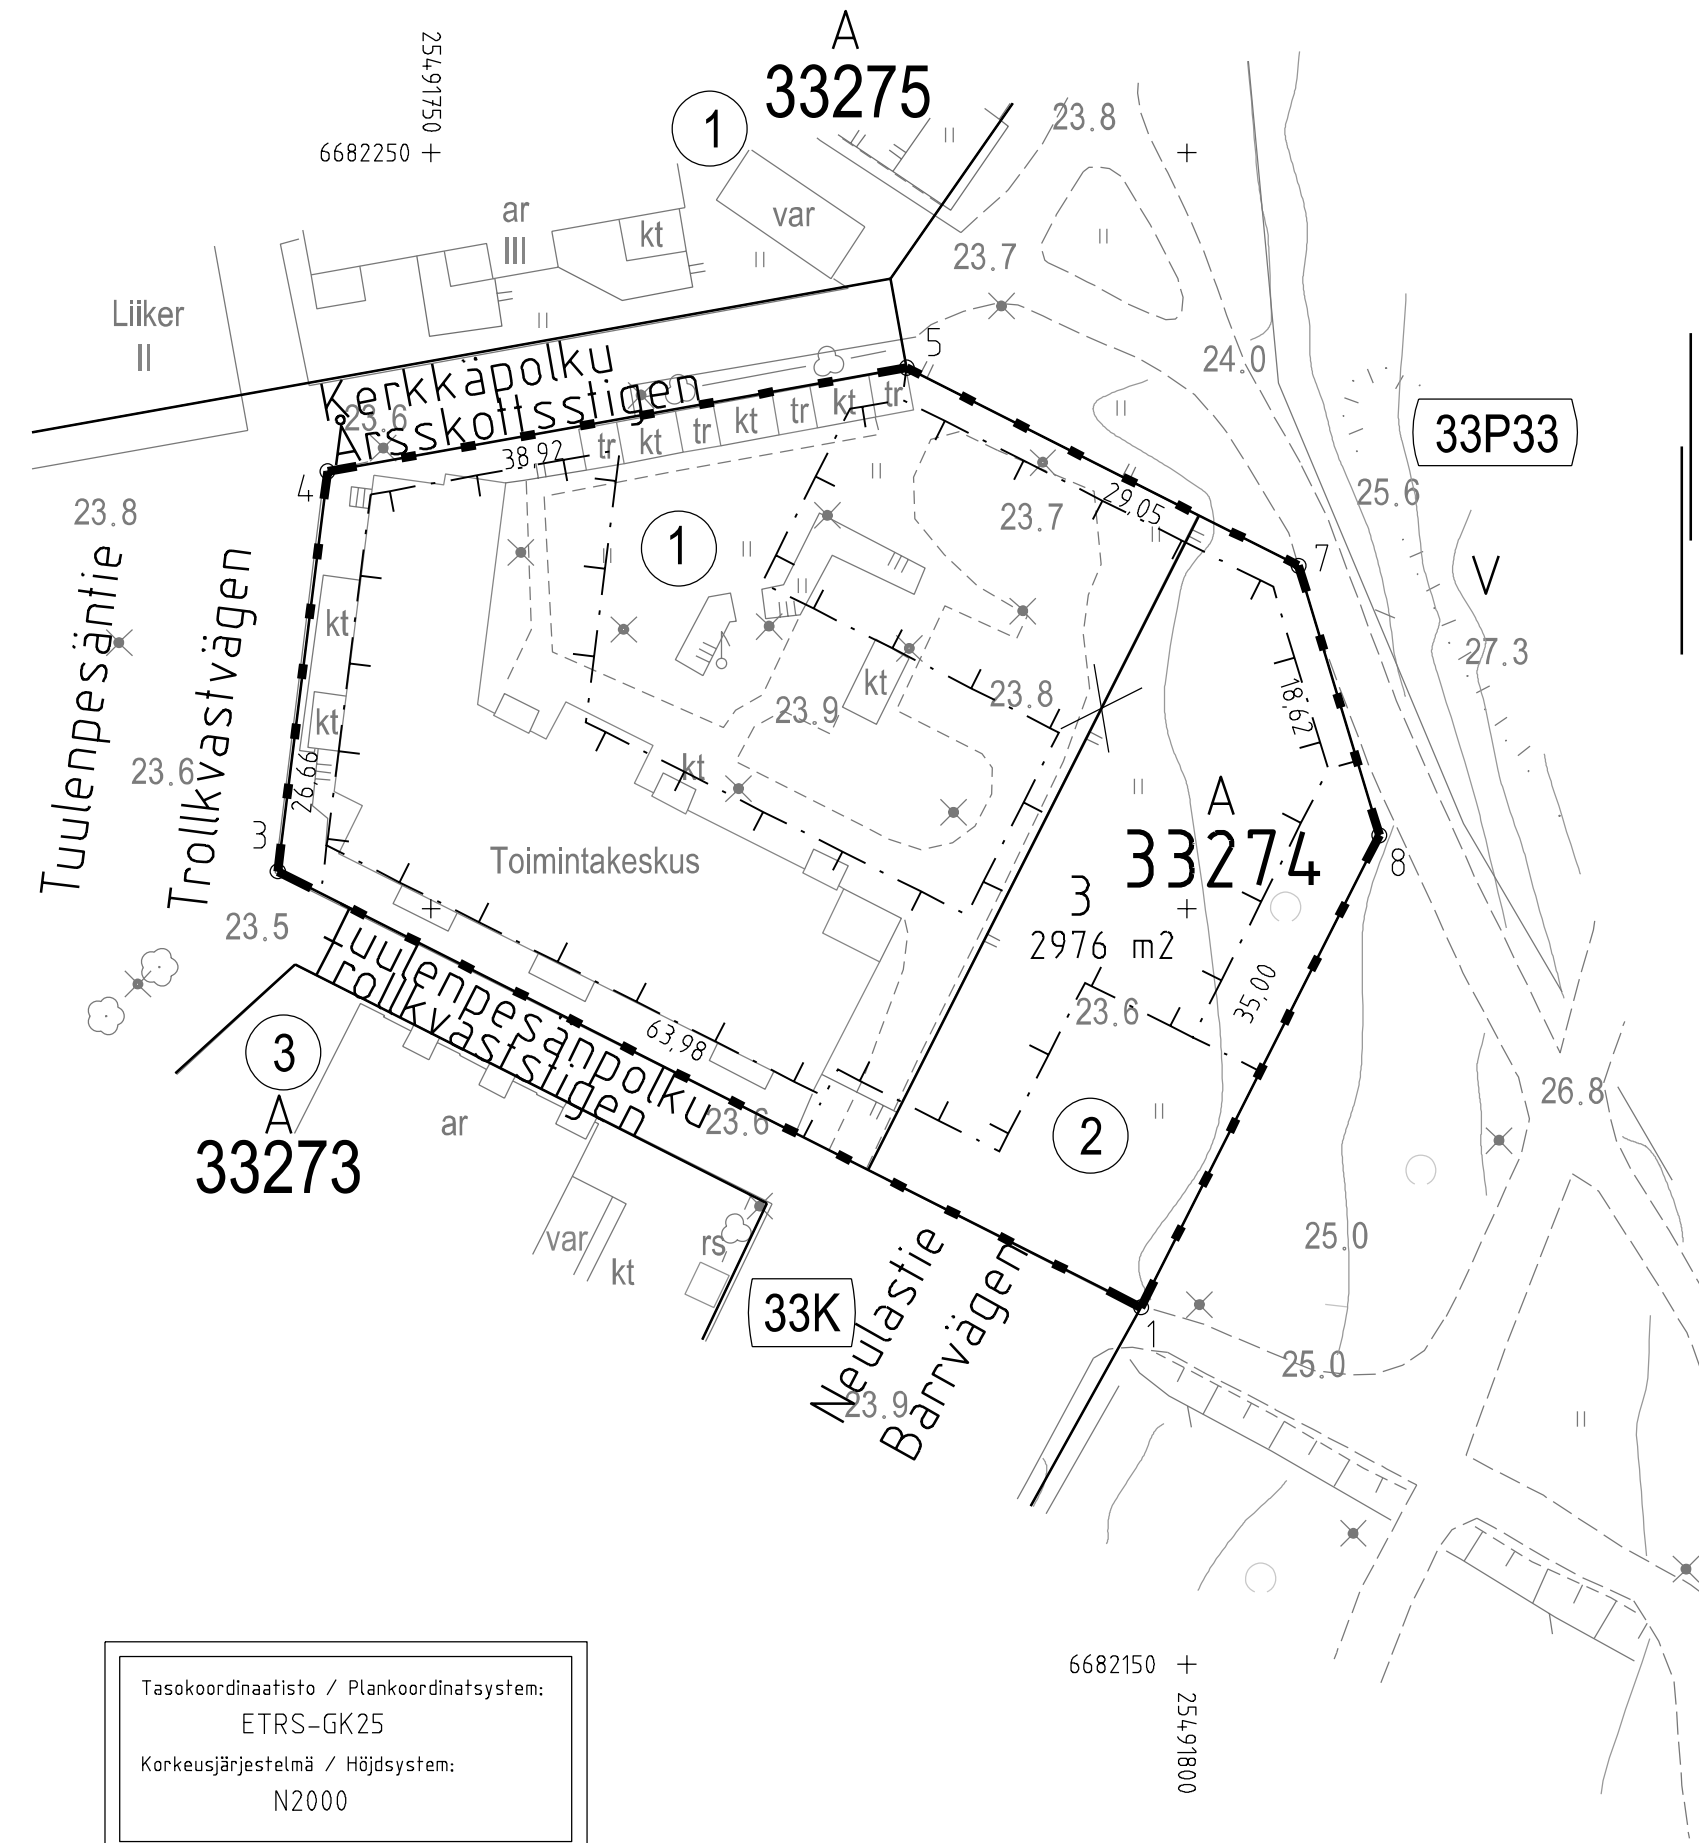 A
33275
1
25491750
6682250
23.8
ar
III
kt
var
23.7
Liiker
II
5
24.0
Kerkkäpolku
Årsskottsstigen
23.6
38,92
tr
kt
tr
kt
tr
kt
tr
33P33
4
23.8
25.6
29,05
23.7
1
7
V
Tuulenpesäntie
Trollkvastvägen
kt
27.3
kt
23.8
18,62
23.9
kt
23.6
26,66
kt
A
33274
3
8
Toimintakeskus
3
2976 m2
23.5
Tuulenpesänpolku
Trollkvaststigen
63,98
23.6
35,00
3
A
33273
ar
23.6
2
26.8
var
kt
rs
33K
Neulastie
Barrvägen
23.9
1
25.0
25.0
6682150
25491800
Tasokoordinaatisto / Plankoordinatsystem:
ETRS-GK25
Korkeusjärjestelmä / Höjdsystem:
N2000